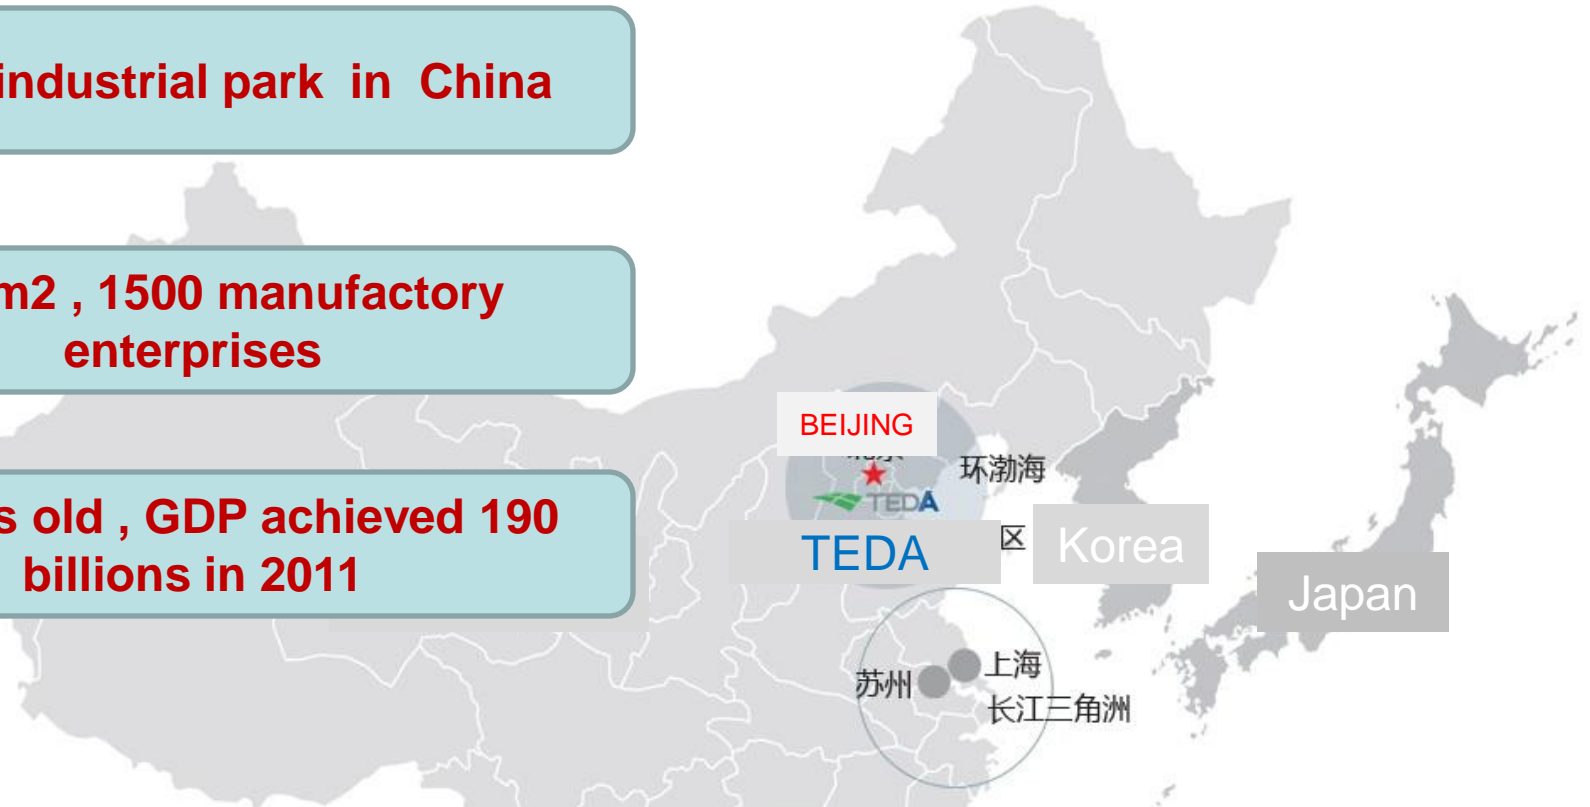 industrial park in China
m2 , 1500 manufactory
enterprises
s old , GDP achieved 190
billions in 2011
BEIJING
环渤海
TEDA
TEDA
区
Korea
Japan
上海
苏州
长江三角洲